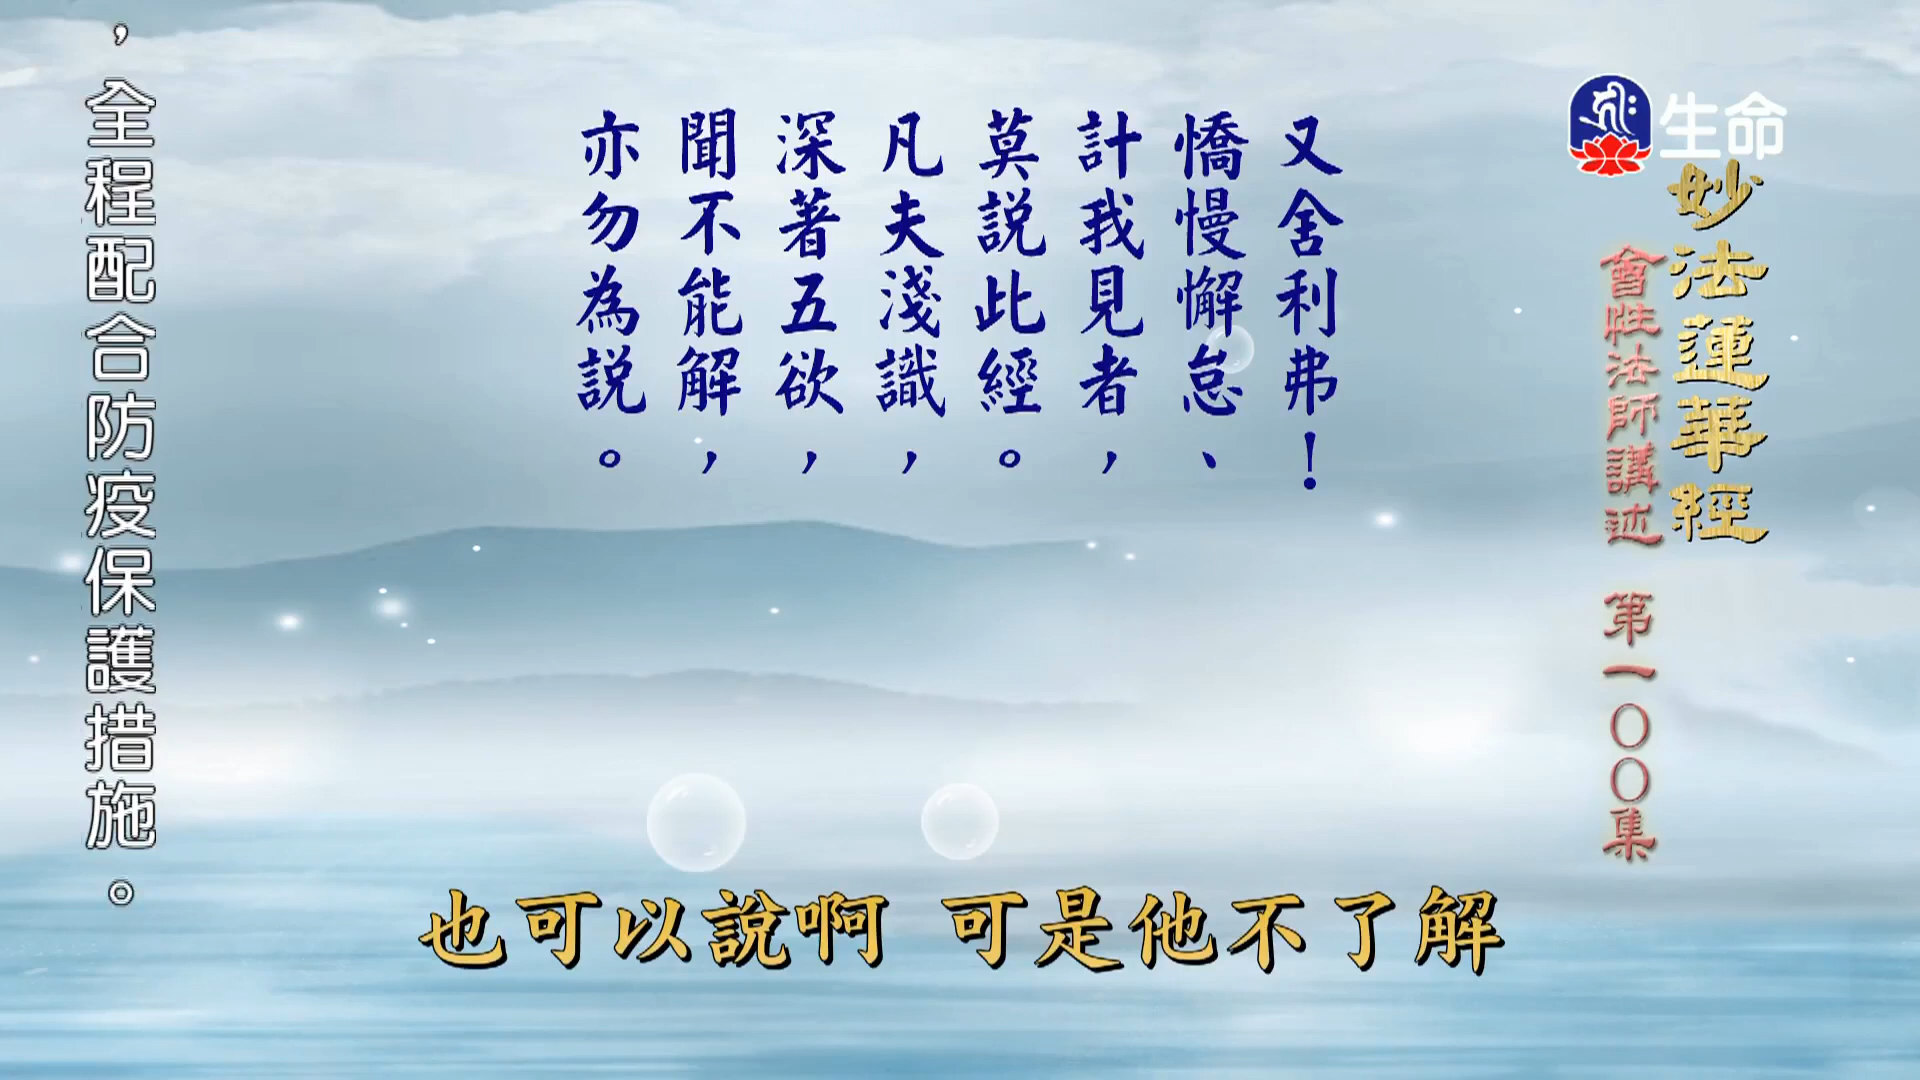 生命
妙法蓮華經
會性法師講述 第一〇〇集
又舍利弗！
憍慢懈怠、
計我見者，
莫説此經。
凡夫淺識，
深著五欲，
聞不能解，
亦勿為説。
，全程配合防疫保護措施。
也可以說啊 可是他不了解